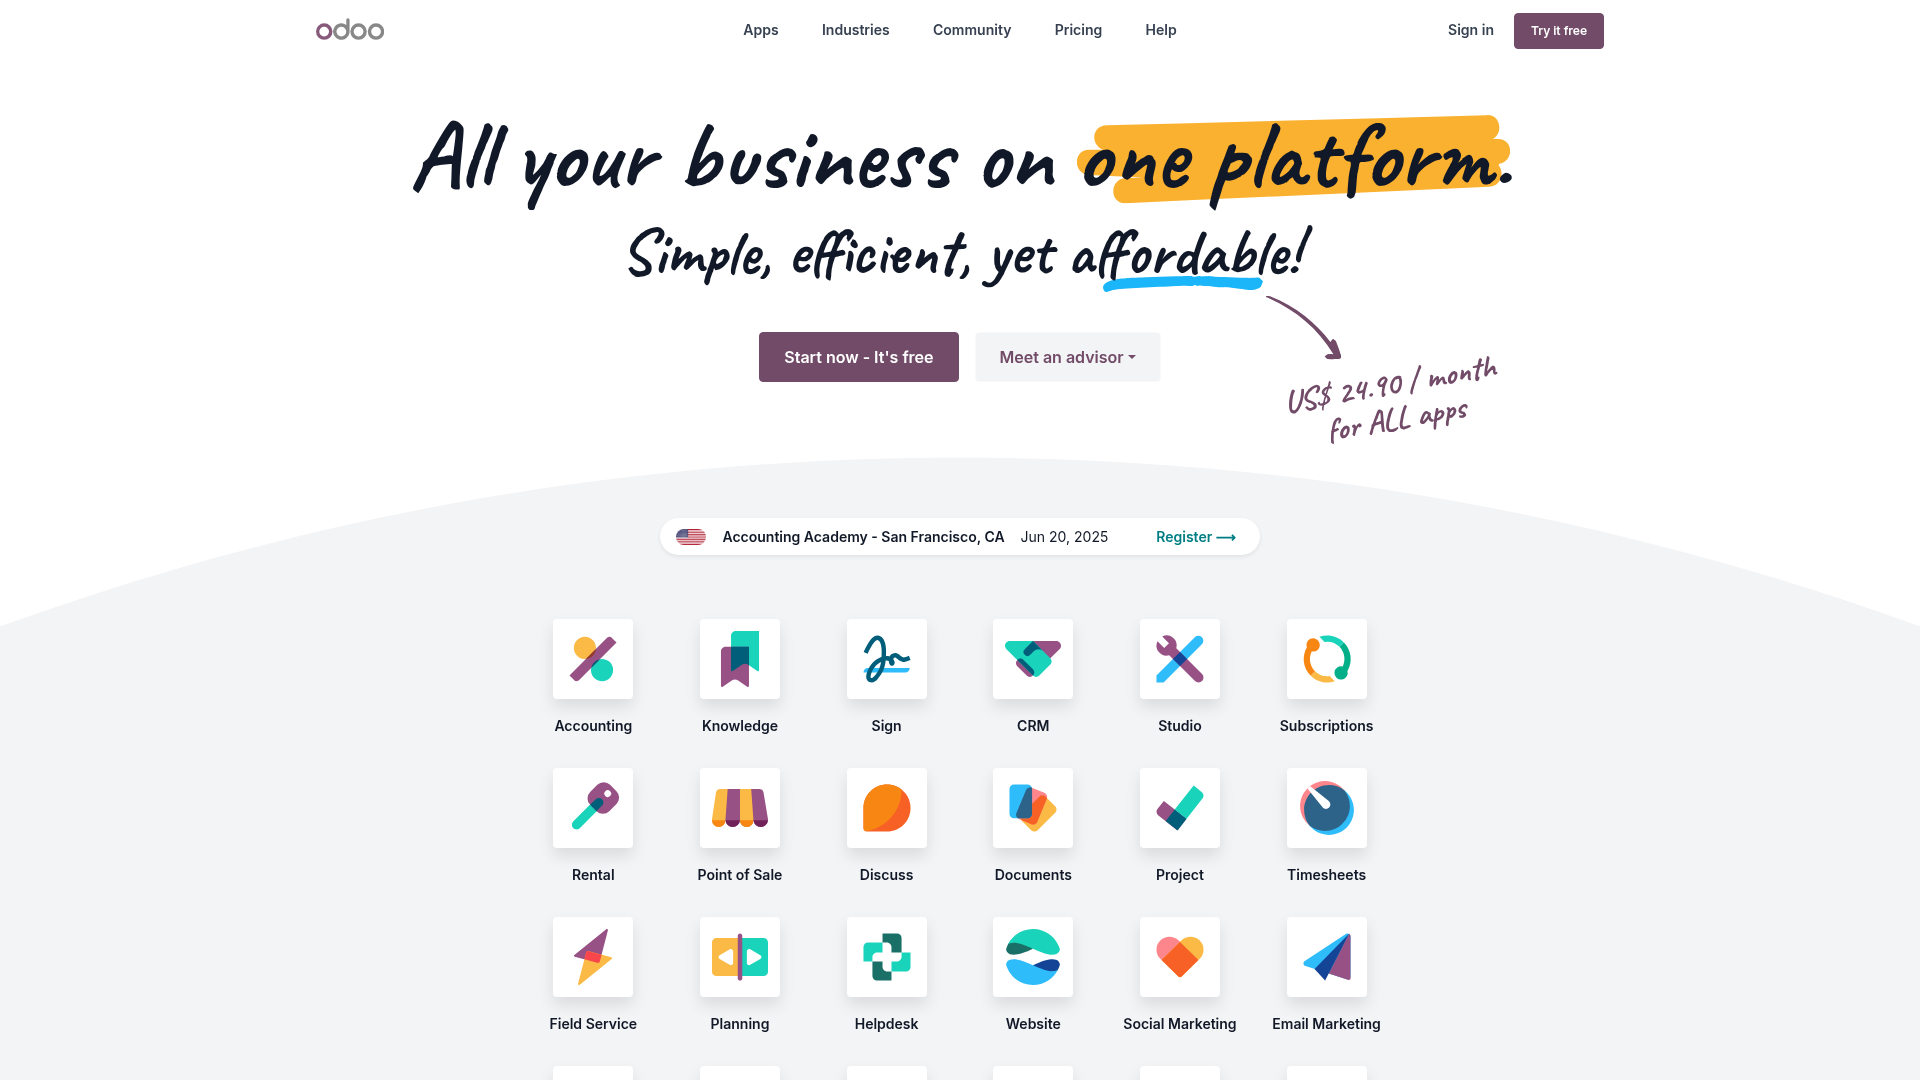 odoo
Apps
Industries
Community
Pricing
Help
Sign in
Try it free
All your business on one platform.
Simple, efficient, yet affordable!
Start now - It's free
Meet an advisor
US$ 24.90 / month
for ALL apps
Accounting Academy - San Francisco, CA
Jun 20, 2025
Register ⟶
Accounting
Knowledge
Sign
CRM
Studio
Subscriptions
Rental
Point of Sale
Discuss
Documents
Project
Timesheets
Field Service
Planning
Helpdesk
Website
Social Marketing
Email Marketing